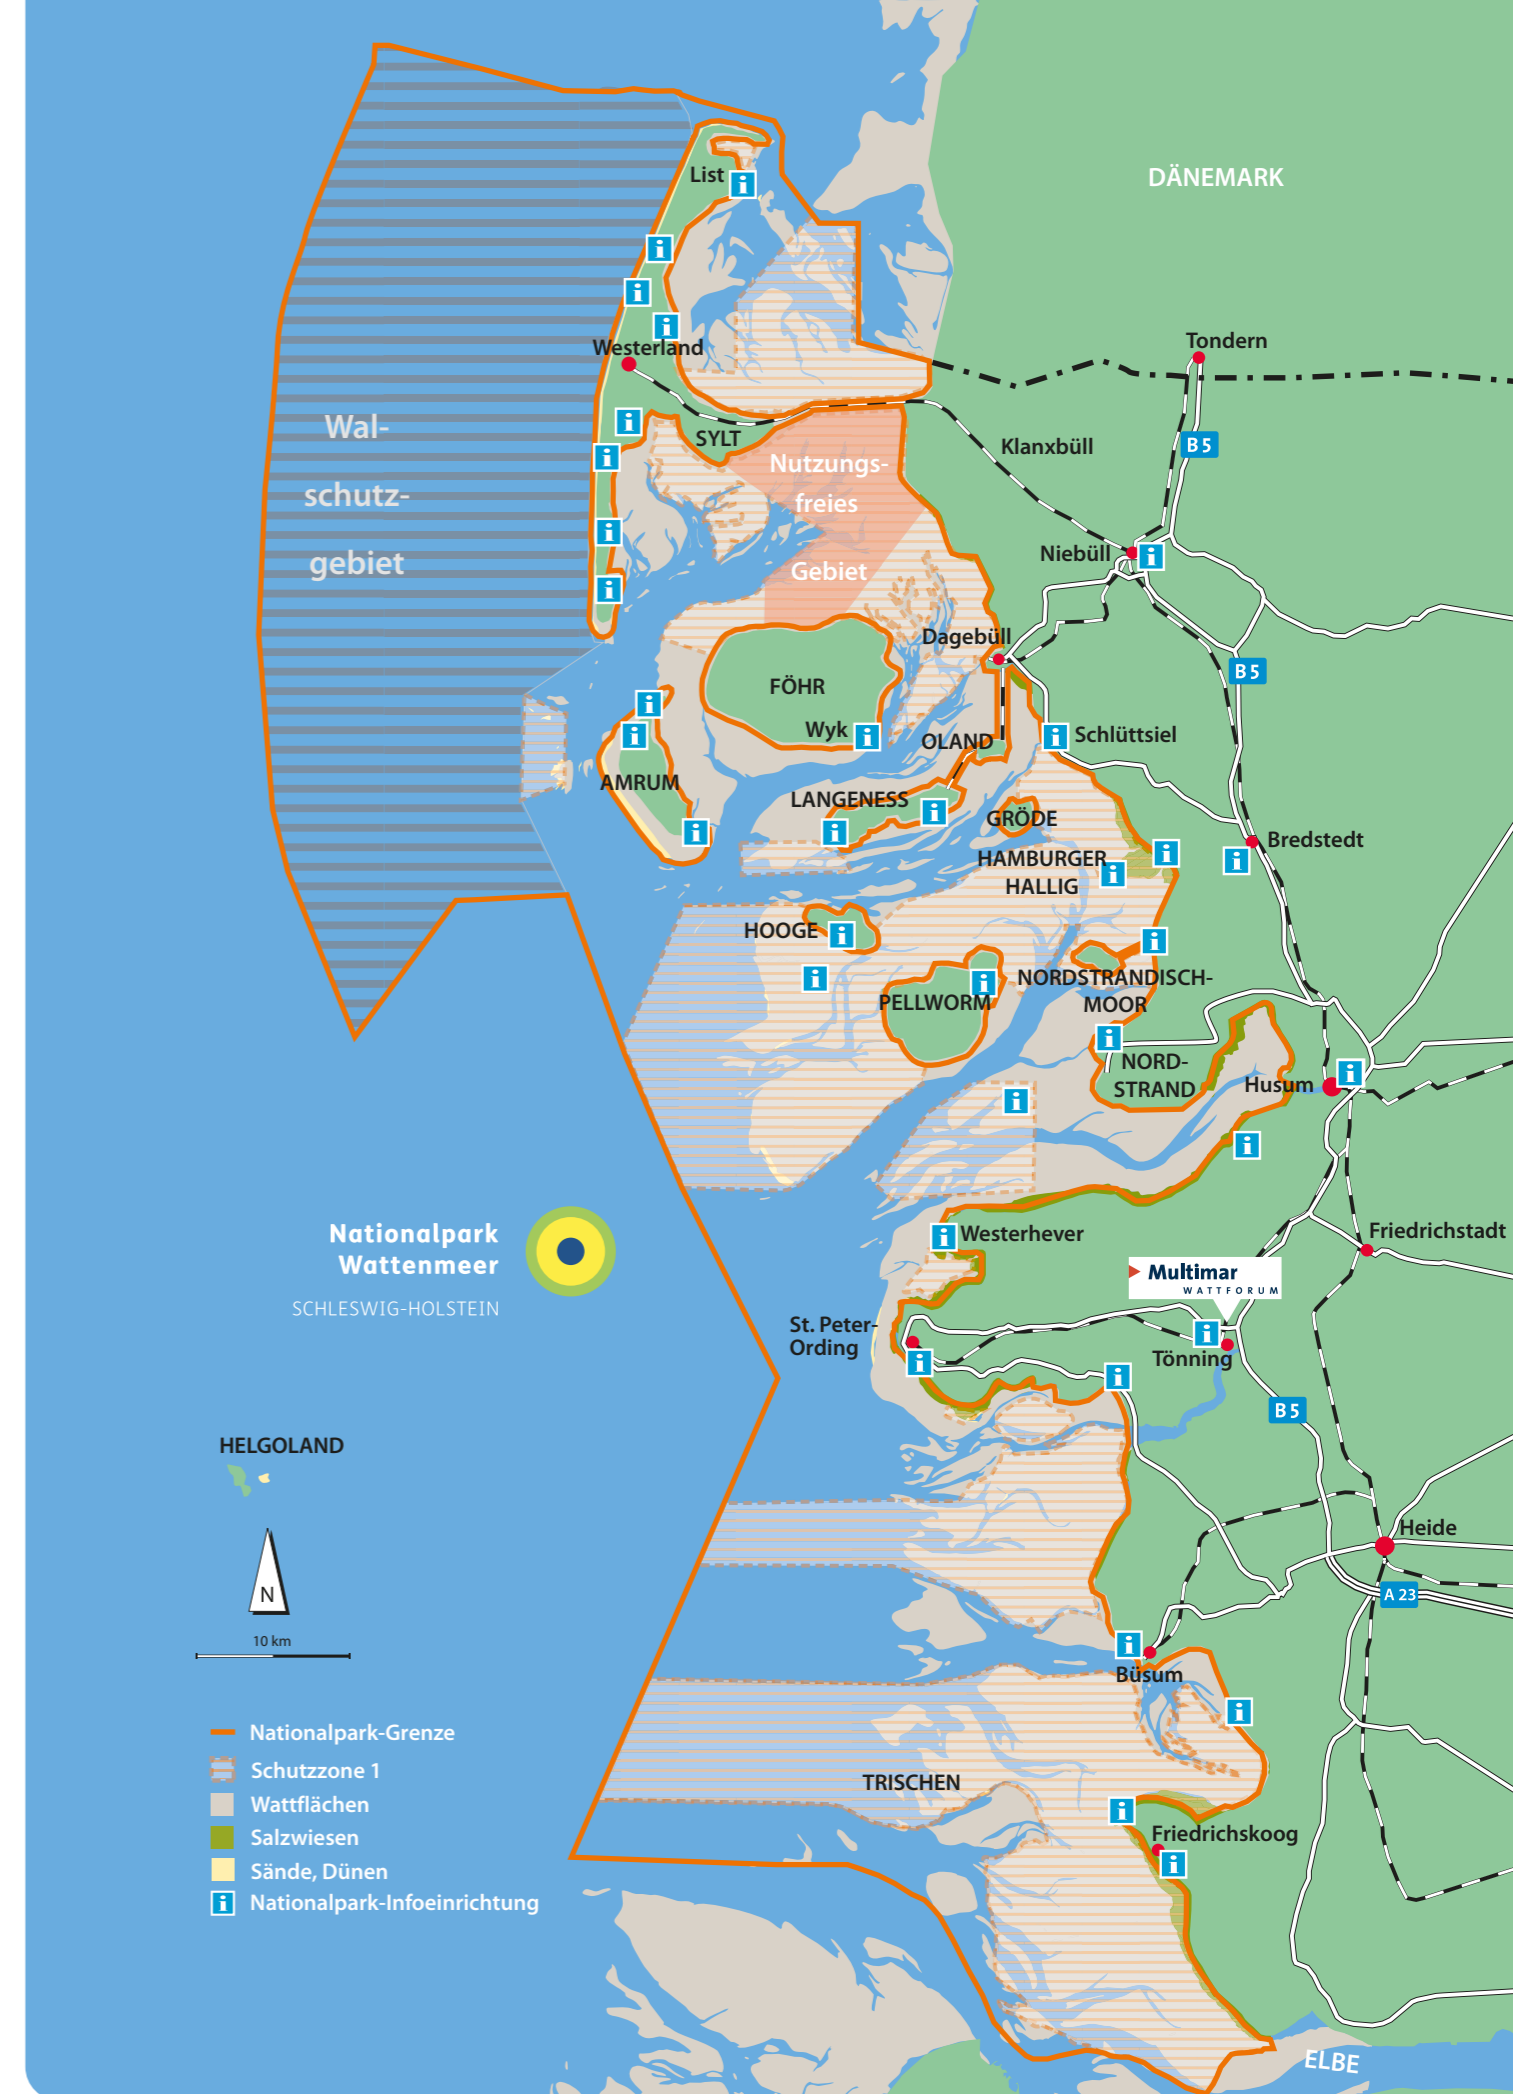 DÄNEMARK
List
Tondern
Westerland
Wal-
schutz-
gebiet
SYLT
Klanxbüll
B 5
Nutzungs-
freies
Gebiet
Niebüll
Dagebüll
B 5
FÖHR
Wyk
OLAND
Schlüttsiel
AMRUM
LANGENESS
GRÖDE
Bredstedt
HAMBURGER
HALLIG
HOOGE
NORDSTRANDISCH-
MOOR
PELLWORM
NORD-
STRAND
Husum
Nationalpark
Wattenmeer
SCHLESWIG-HOLSTEIN
Westerhever
Friedrichstadt
Multimar
WATTFORUM
St. Peter-
Ording
Tönning
B 5
HELGOLAND
Heide
A 23
N
10 km
Büsum
TRISCHEN
Friedrichskoog
Nationalpark-Grenze
Schutzzone 1
Wattflächen
Salzwiesen
Sände, Dünen
i Nationalpark-Infoeinrichtung
ELBE